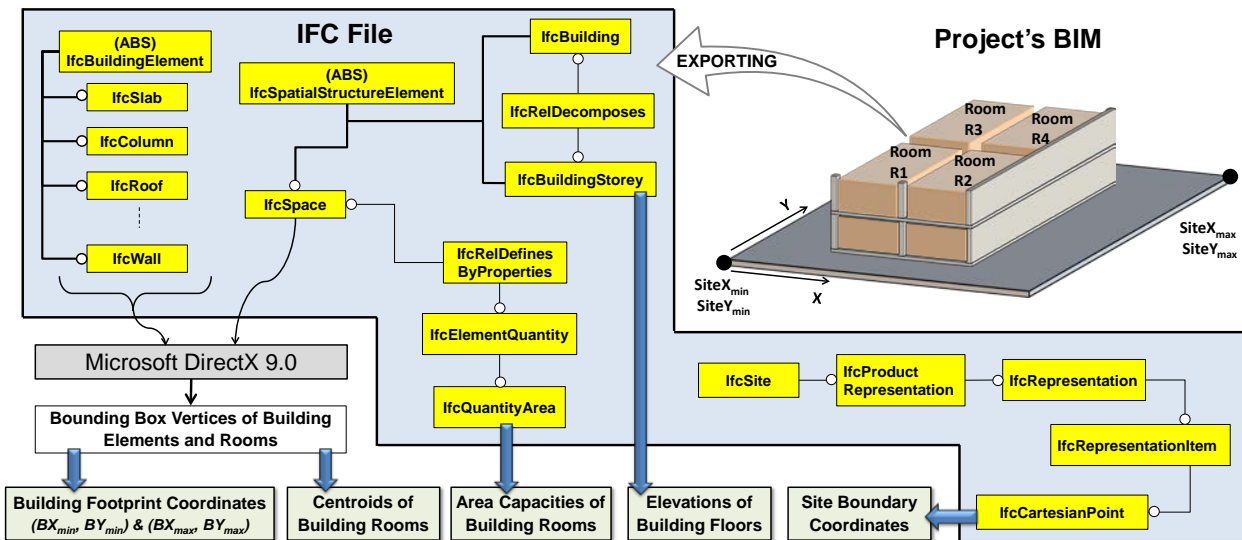 IFC File
Project's BIM
EXPORTING
(ABS)
IfcBuildingElement
IfcSlab
IfcColumn
IfcRoof
IfcWall
(ABS)
IfcSpatialStructureElement
IfcSpace
IfcBuilding
IfcRelDecomposes
IfcBuildingStorey
IfcRelDefines
ByProperties
IfcElementQuantity
IfcQuantityArea
Room
R3
Room
R4
Room
R1
Room
R2
Y
X
SiteXmin
SiteYmin
SiteXmax
SiteYmax
Microsoft DirectX 9.0
Bounding Box Vertices of Building
Elements and Rooms
IfcSite
IfcProduct
Representation
IfcRepresentation
IfcRepresentationItem
IfcCartesianPoint
Building Footprint Coordinates
(BXmin, BYmin) & (BXmax, BYmax)
Centroids of
Building Rooms
Area Capacities of
Building Rooms
Elevations of
Building Floors
Site Boundary
Coordinates